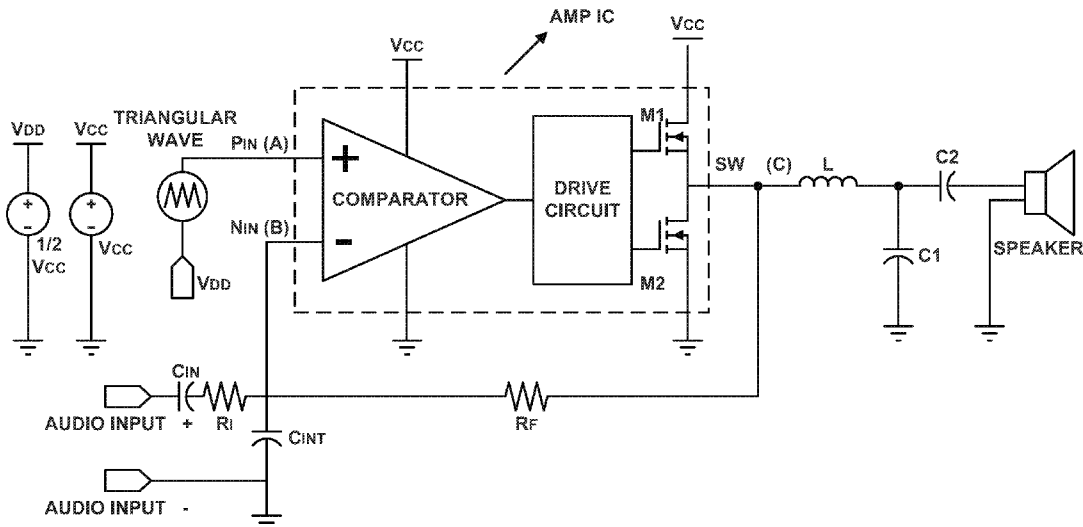 AMP IC
VCC
VCC
TRIANGULAR
WAVE
VDD
VCC
PIN (A)
M1
+
SW (C)
L
C2
+
-
+
-
COMPARATOR
DRIVE
CIRCUIT
1/2
VCC
VCC
NIN (B)
-
SPEAKER
C1
VDD
M2
CIN
AUDIO INPUT +
RI
RF
CINT
AUDIO INPUT -